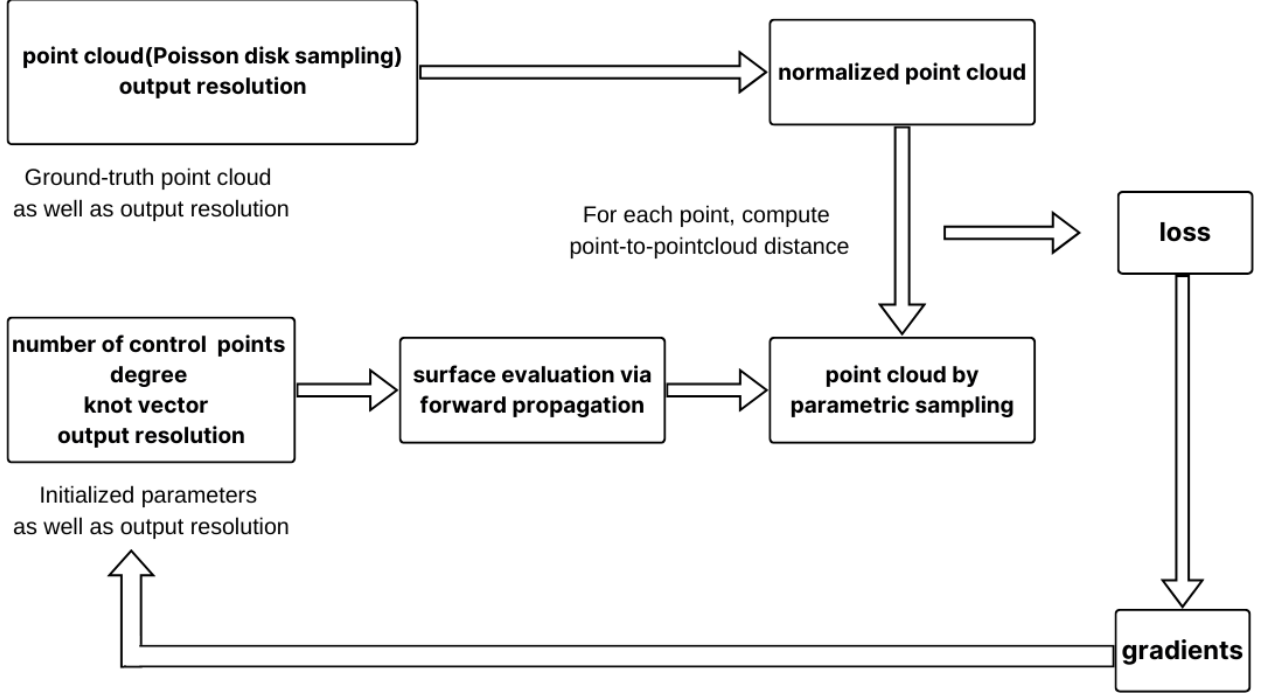 point cloud(Poisson disk sampling)
output resolution
normalized point cloud
Ground-truth point cloud
as well as output resolution
For each point, compute
point-to-pointcloud distance
loss
number of control points
degree
knot vector
output resolution
surface evaluation via
forward propagation
point cloud by
parametric sampling
Initialized parameters
as well as output resolution
gradients